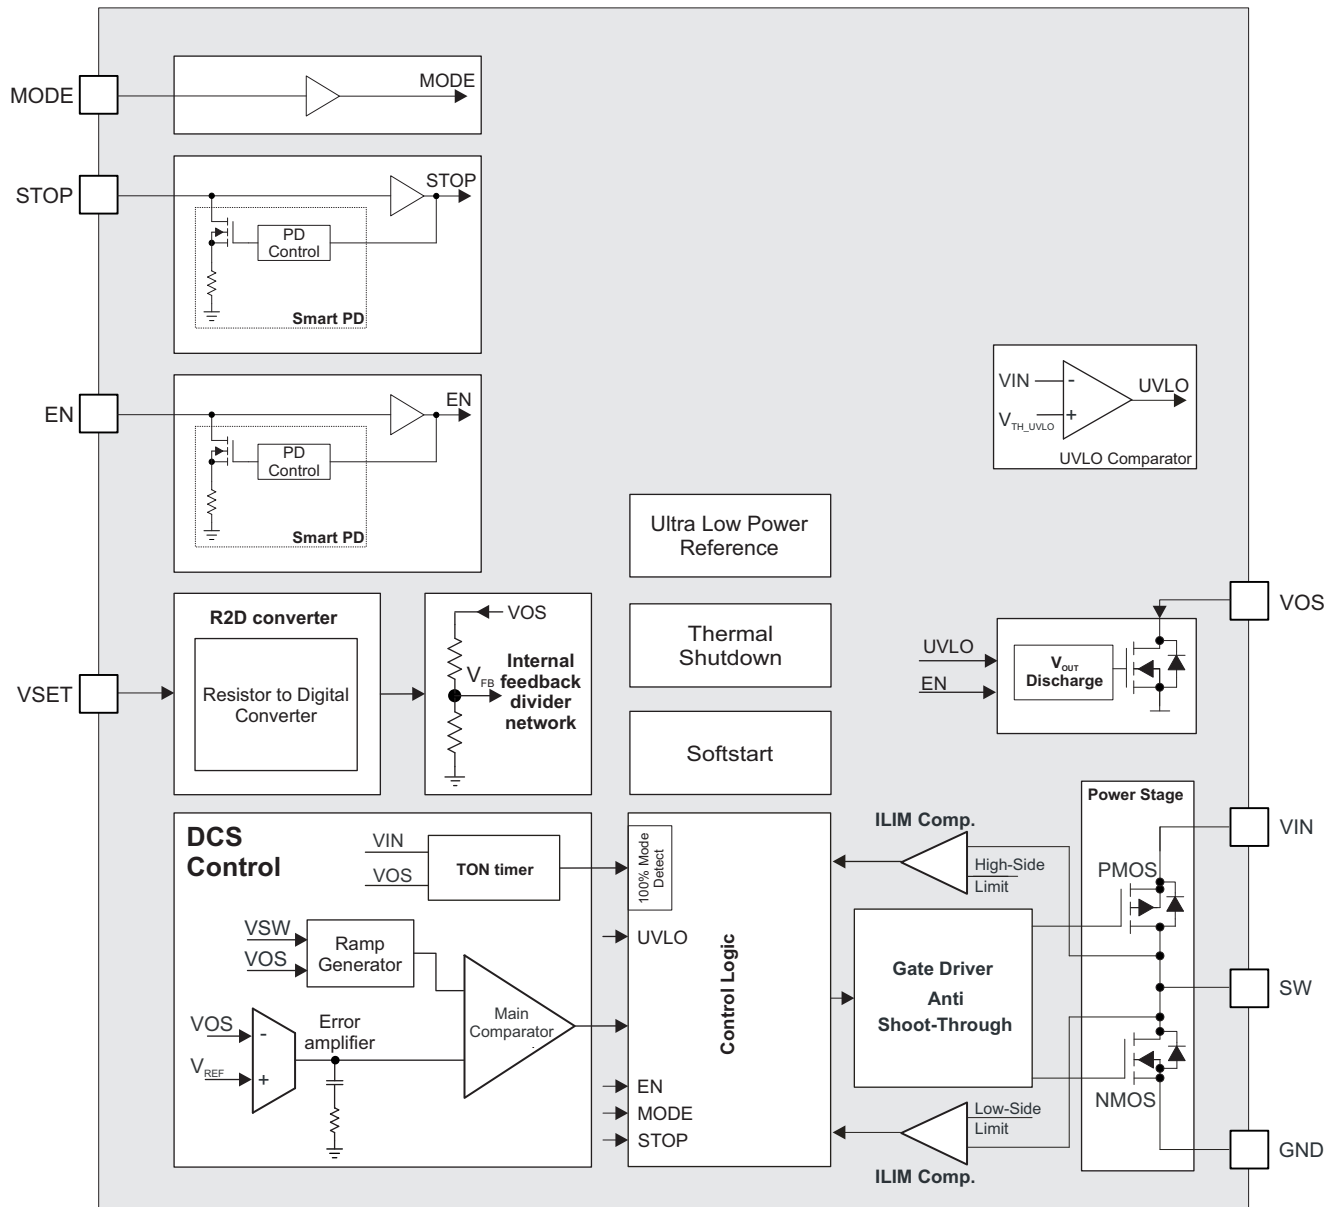 MODE
MODE
STOP
STOP
PD
Control
Smart PD
EN
EN
PD
Control
Smart PD
VIN
-
UVLO
VTH_UVLO
+
UVLO Comparator
Ultra Low Power
Reference
Thermal
Shutdown
Softstart
VSET
R2D converter
Resistor to Digital
Converter
VOS
VFB
Internal
feedback
divider
network
VOS
UVLO
EN
VOUT
Discharge
DCS
Control
VIN
VOS
TON timer
VSW
VOS
Ramp
Generator
VOS
-
VREF
+
Error
amplifier
Main
Comparator
100% Mode
Detect
UVLO
Control Logic
EN
MODE
STOP
ILIM Comp.
High-Side
Limit
Gate Driver
Anti
Shoot-Through
Low-Side
Limit
ILIM Comp.
Power Stage
PMOS
NMOS
VIN
SW
GND